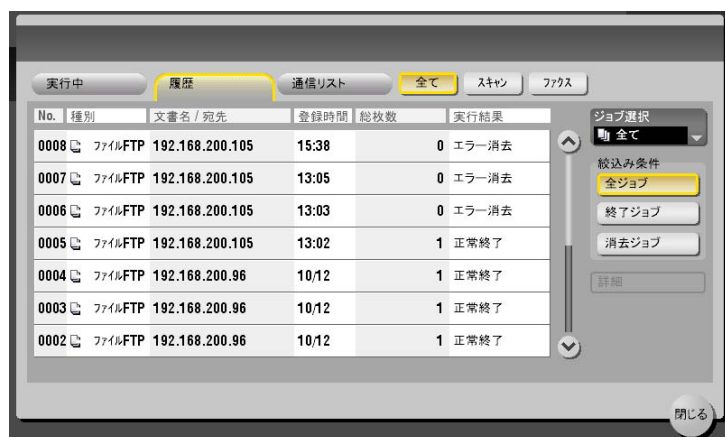 実行中 履歴 通信リスト 全て スキャン ファクス
No. 種別 文書名 / 宛先 登録時間 総枚数 実行結果
0008 ファイルFTP 192.168.200.105 15:38 0 エラー消去
0007 ファイルFTP 192.168.200.105 13:05 0 エラー消去
0006 ファイルFTP 192.168.200.105 13:03 0 エラー消去
0005 ファイルFTP 192.168.200.105 13:02 1 正常終了
0004 ファイルFTP 192.168.200.96 10/12 1 正常終了
0003 ファイルFTP 192.168.200.96 10/12 1 正常終了
0002 ファイルFTP 192.168.200.96 10/12 1 正常終了
ジョブ選択
全て
絞込み条件
全ジョブ
終了ジョブ
消去ジョブ
詳細
閉じる